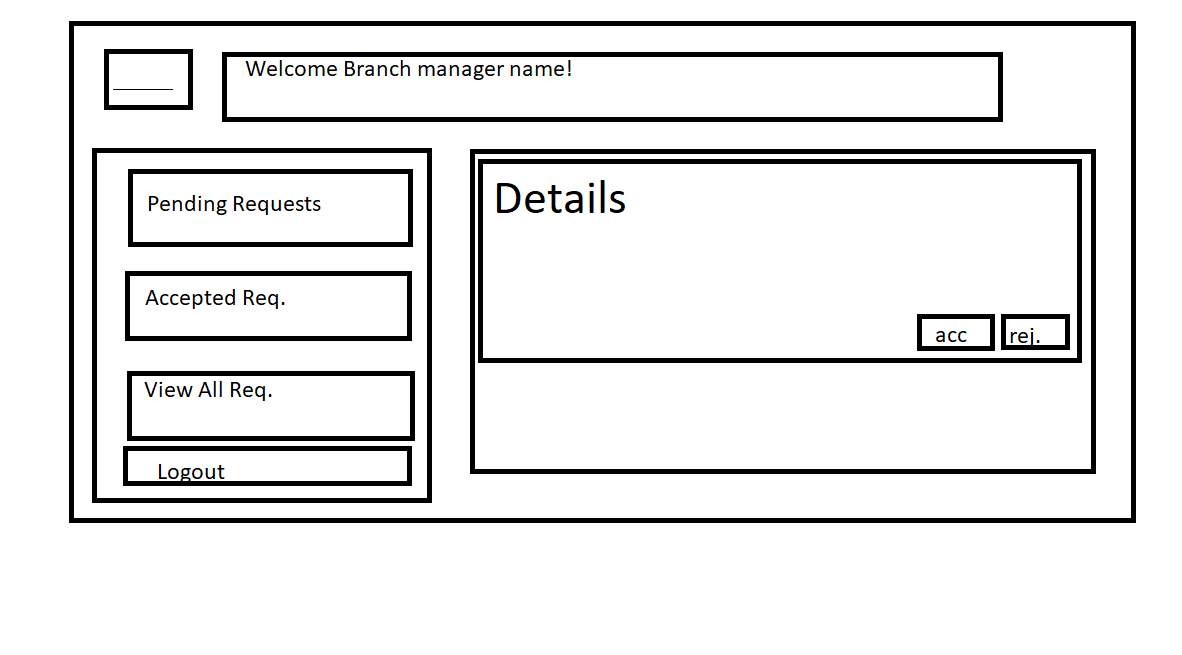 Welcome Branch manager name!
Pending Requests
Accepted Req.
View All Req.
Logout
Details
acc
rej.